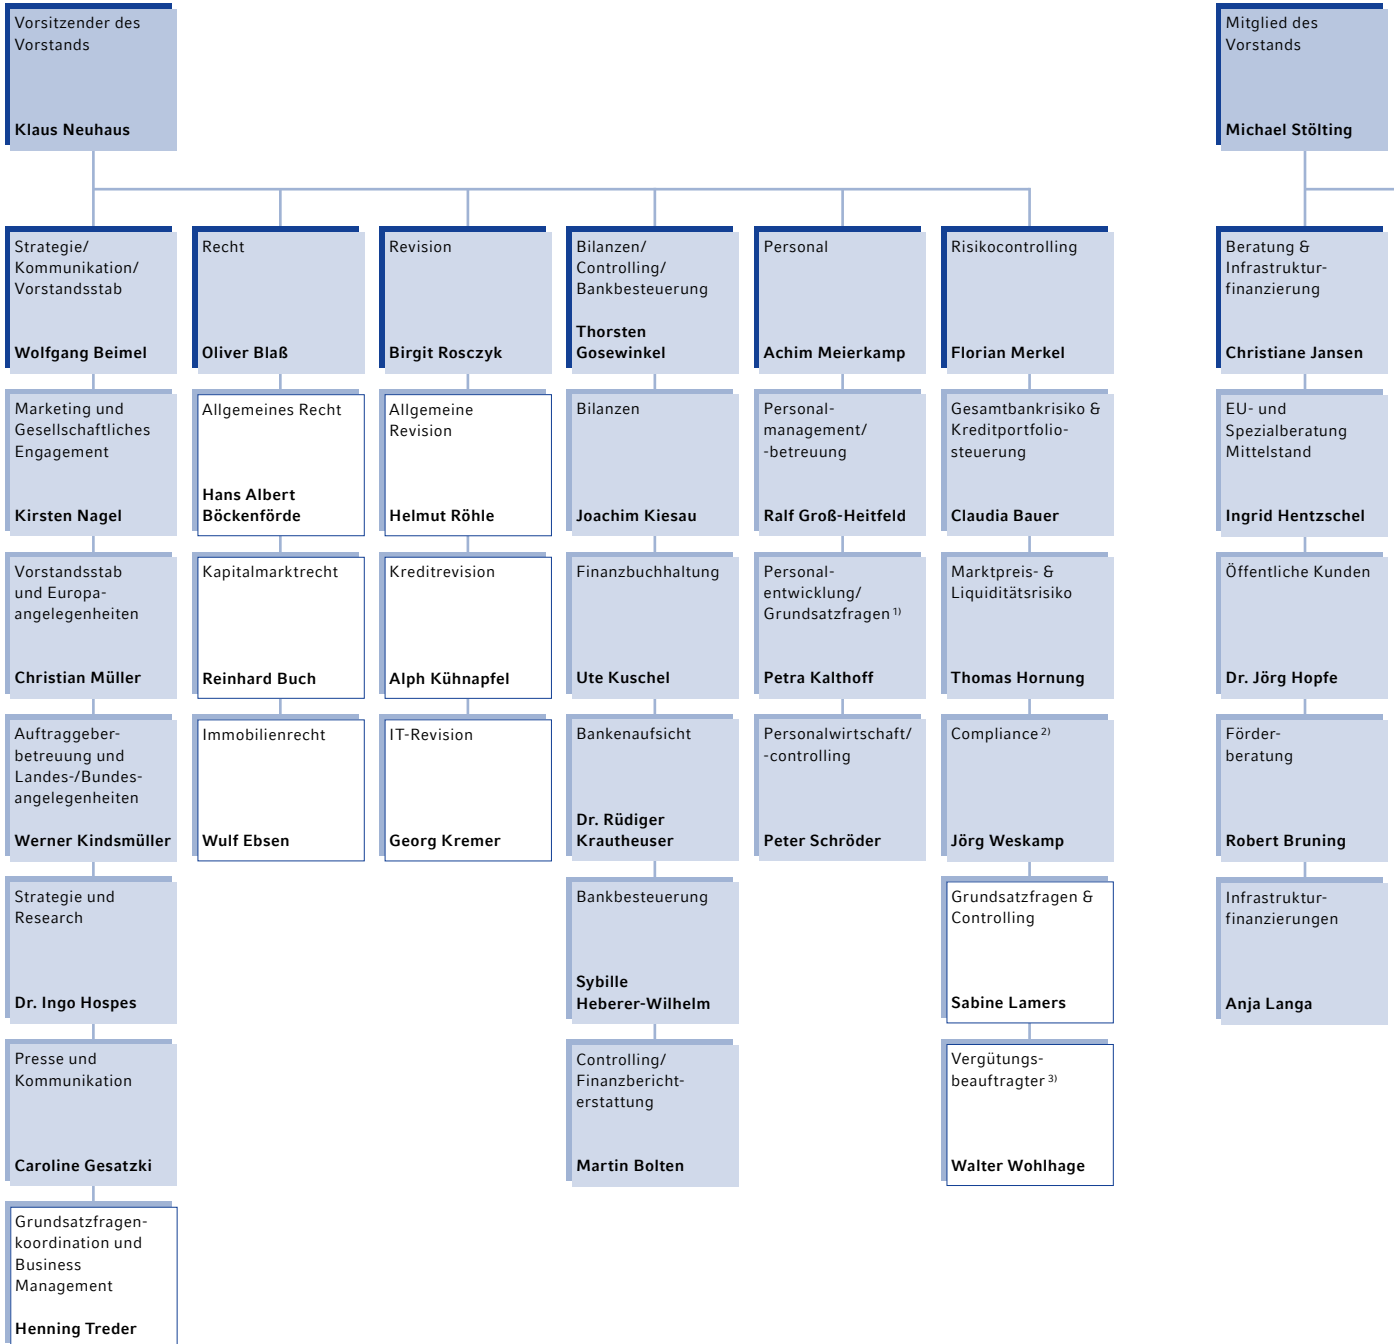 Vorsitzender des
Vorstands
Klaus Neuhaus
Mitglied des
Vorstands
Michael Stölting
Strategie/
Kommunikation/
Vorstandsstab
Wolfgang Beimel
Marketing und
Gesellschaftliches
Engagement
Kirsten Nagel
Vorstandsstab
und Europa-
angelegenheiten
Christian Müller
Auftraggeber-
betreuung und
Landes-/Bundes-
angelegenheiten
Werner Kindsmüller
Strategie und
Research
Dr. Ingo Hospes
Presse und
Kommunikation
Caroline Gesatzki
Grundsatzfragen-
koordination und
Business
Management
Henning Treder
Recht
Oliver Blaß
Allgemeines Recht
Hans Albert
Böckenförde
Kapitalmarktrecht
Reinhard Buch
Immobilienrecht
Wulf Ebsen
Revision
Birgit Rosczyk
Allgemeine
Revision
Helmut Röhle
Kreditrevision
Alph Kühnapfel
IT-Revision
Georg Kremer
Bilanzen/
Controlling/
Bankbesteuerung
Thorsten
Gosewinkel
Bilanzen
Joachim Kiesau
Finanzbuchhaltung
Ute Kuschel
Bankenaufsicht
Dr. Rüdiger
Krautheuser
Bankbesteuerung
Sybille
Heberer-Wilhelm
Controlling/
Finanzbericht-
erstattung
Martin Bolten
Personal
Achim Meierkamp
Personal-
management/
-betreuung
Ralf Groß-Heitfeld
Personal-
entwicklung/
Grundsatzfragen 1)
Petra Kalthoff
Personalwirtschaft/
-controlling
Peter Schröder
Risikocontrolling
Florian Merkel
Gesamtbankrisiko &
Kreditportfolio-
steuerung
Claudia Bauer
Marktpreis- &
Liquiditätsrisiko
Thomas Hornung
Compliance 2)
Jörg Weskamp
Grundsatzfragen &
Controlling
Sabine Lamers
Vergütungs-
beauftragter 3)
Walter Wohlhage
Beratung &
Infrastruktur-
finanzierung
Christiane Jansen
EU- und
Spezialberatung
Mittelstand
Ingrid Hentzschel
Öffentliche Kunden
Dr. Jörg Hopfe
Förder-
beratung
Robert Bruning
Infrastruktur-
finanzierungen
Anja Langa